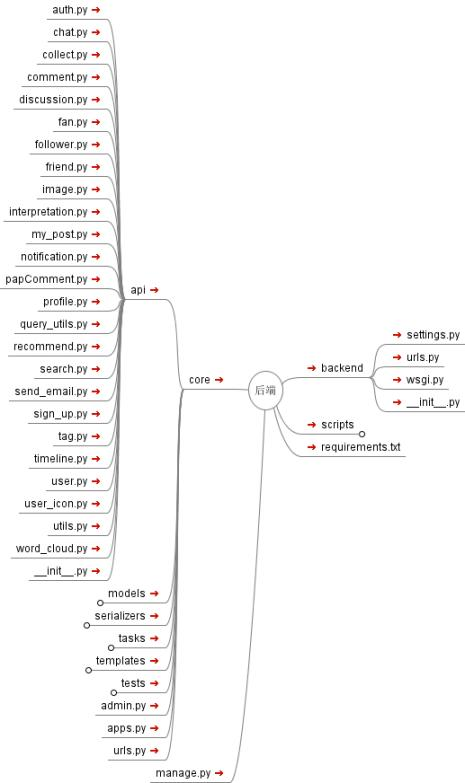 auth.py
chat.py
collect.py
comment.py
discussion.py
fan.py
follower.py
friend.py
image.py
interpretation.py
my_post.py
notification.py
papComment.py
profile.py
query_utils.py
recommend.py
search.py
send_email.py
sign_up.py
tag.py
timeline.py
user.py
user_icon.py
utils.py
word_cloud.py
__init__.py
api
models
serializers
tasks
templates
tests
admin.py
apps.py
urls.py
core
manage.py
后端
backend
settings.py
urls.py
wsgi.py
__init__.py
scripts
requirements.txt